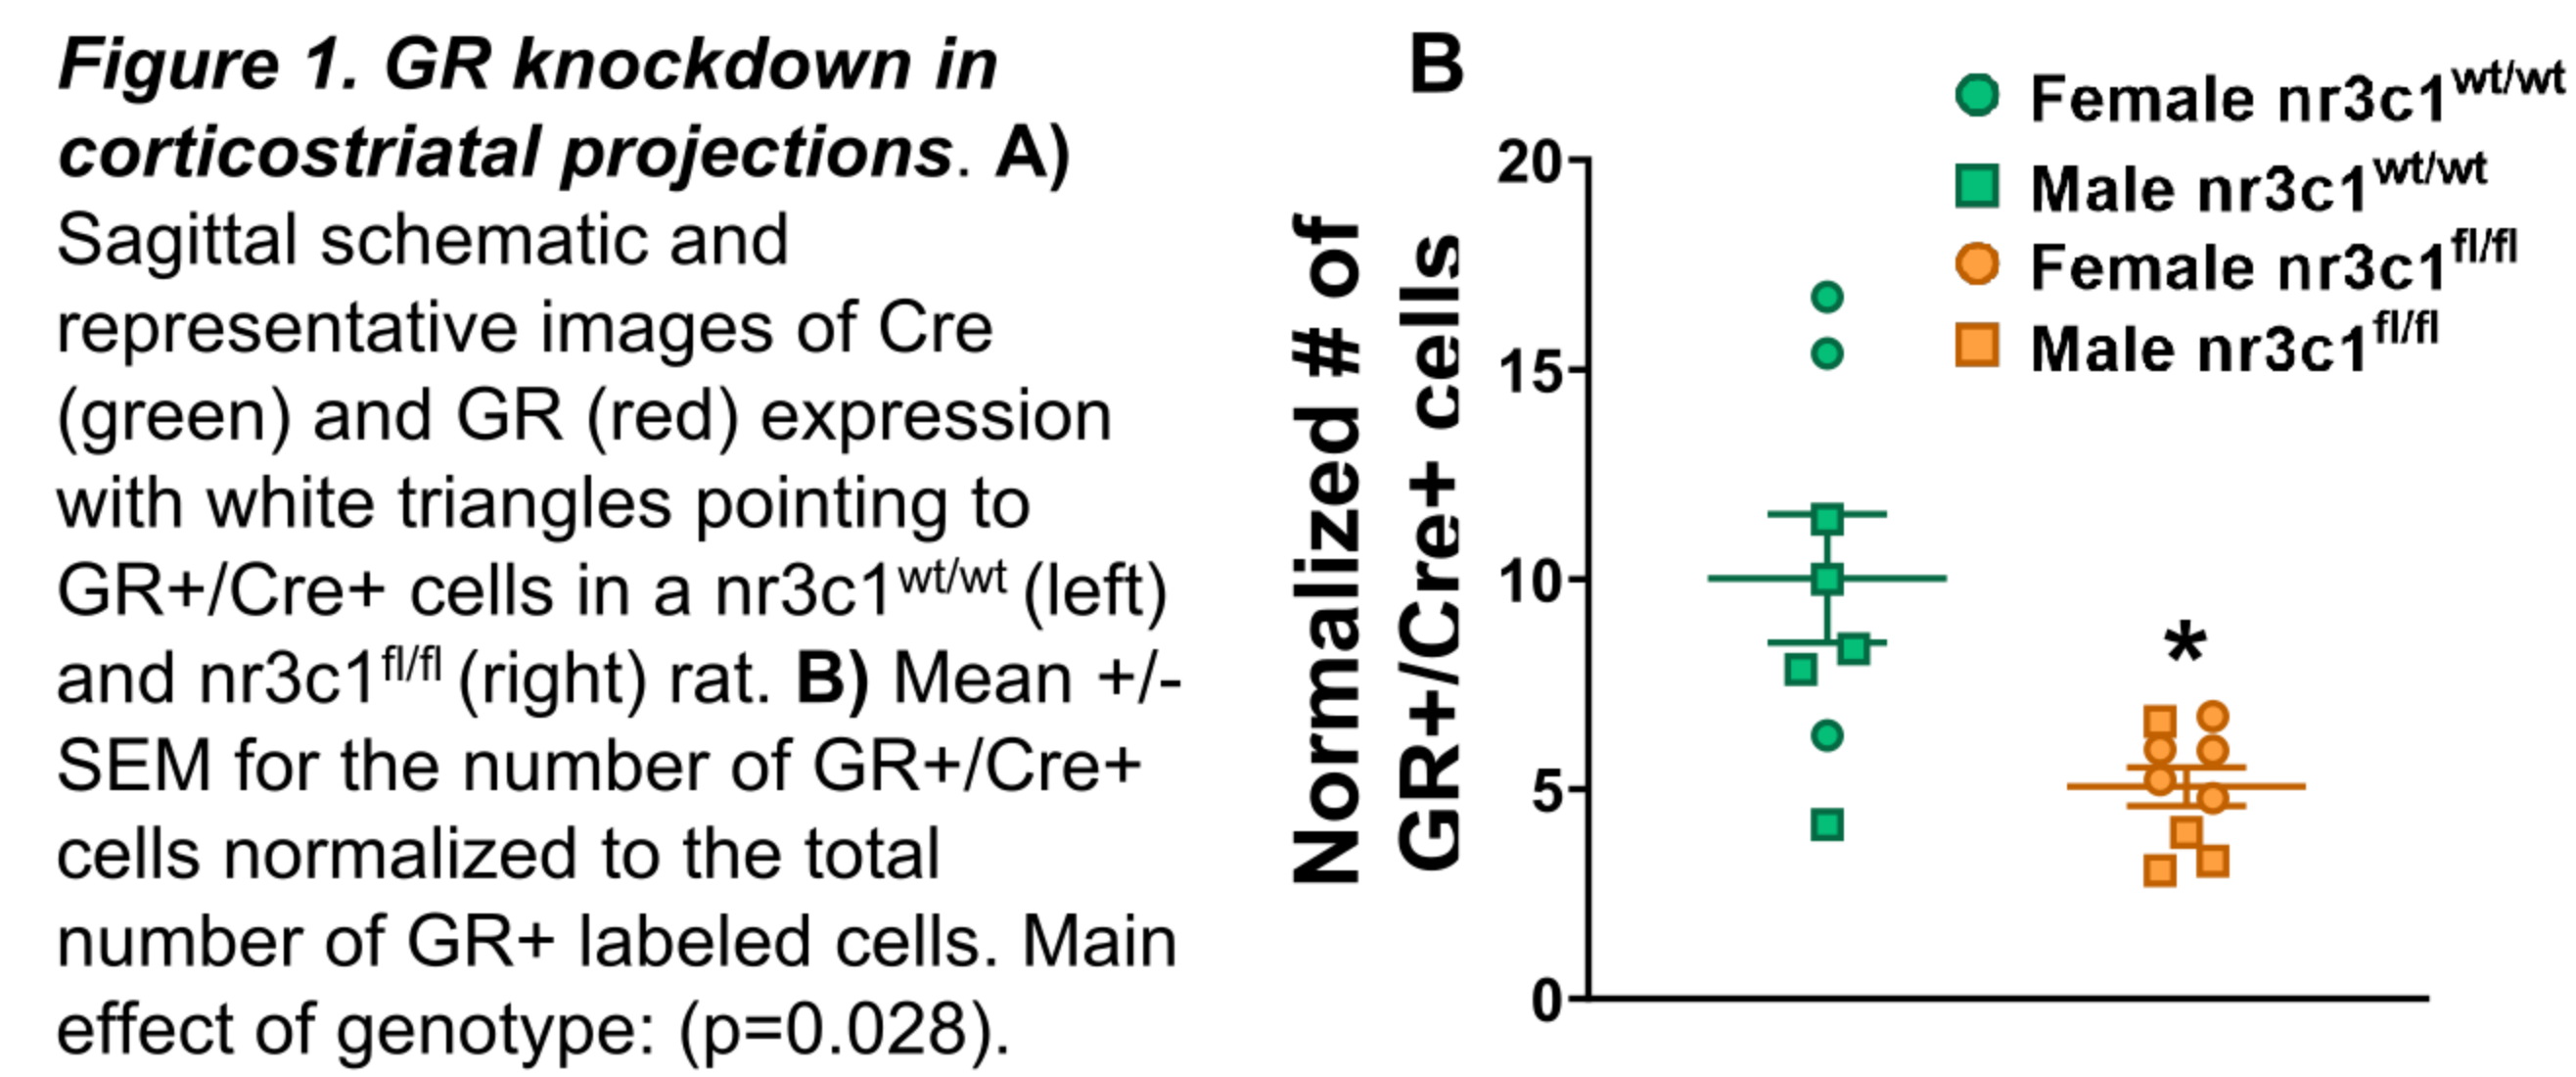 Figure 1. GR knockdown in
corticostriatal projections. A)
Sagittal schematic and
representative images of Cre
(green) and GR (red) expression
with white triangles pointing to
GR+/Cre+ cells in a nr3c1wt/wt (left)
and nr3c1fl/fl (right) rat. B) Mean +/-
SEM for the number of GR+/Cre+
cells normalized to the total
number of GR+ labeled cells. Main
effect of genotype: (p=0.028).
B
Normalized # of
GR+/Cre+ cells
20
15
10
5
0
Female nr3c1wt/wt
Male nr3c1wt/wt
Female nr3c1fl/fl
Male nr3c1fl/fl
*